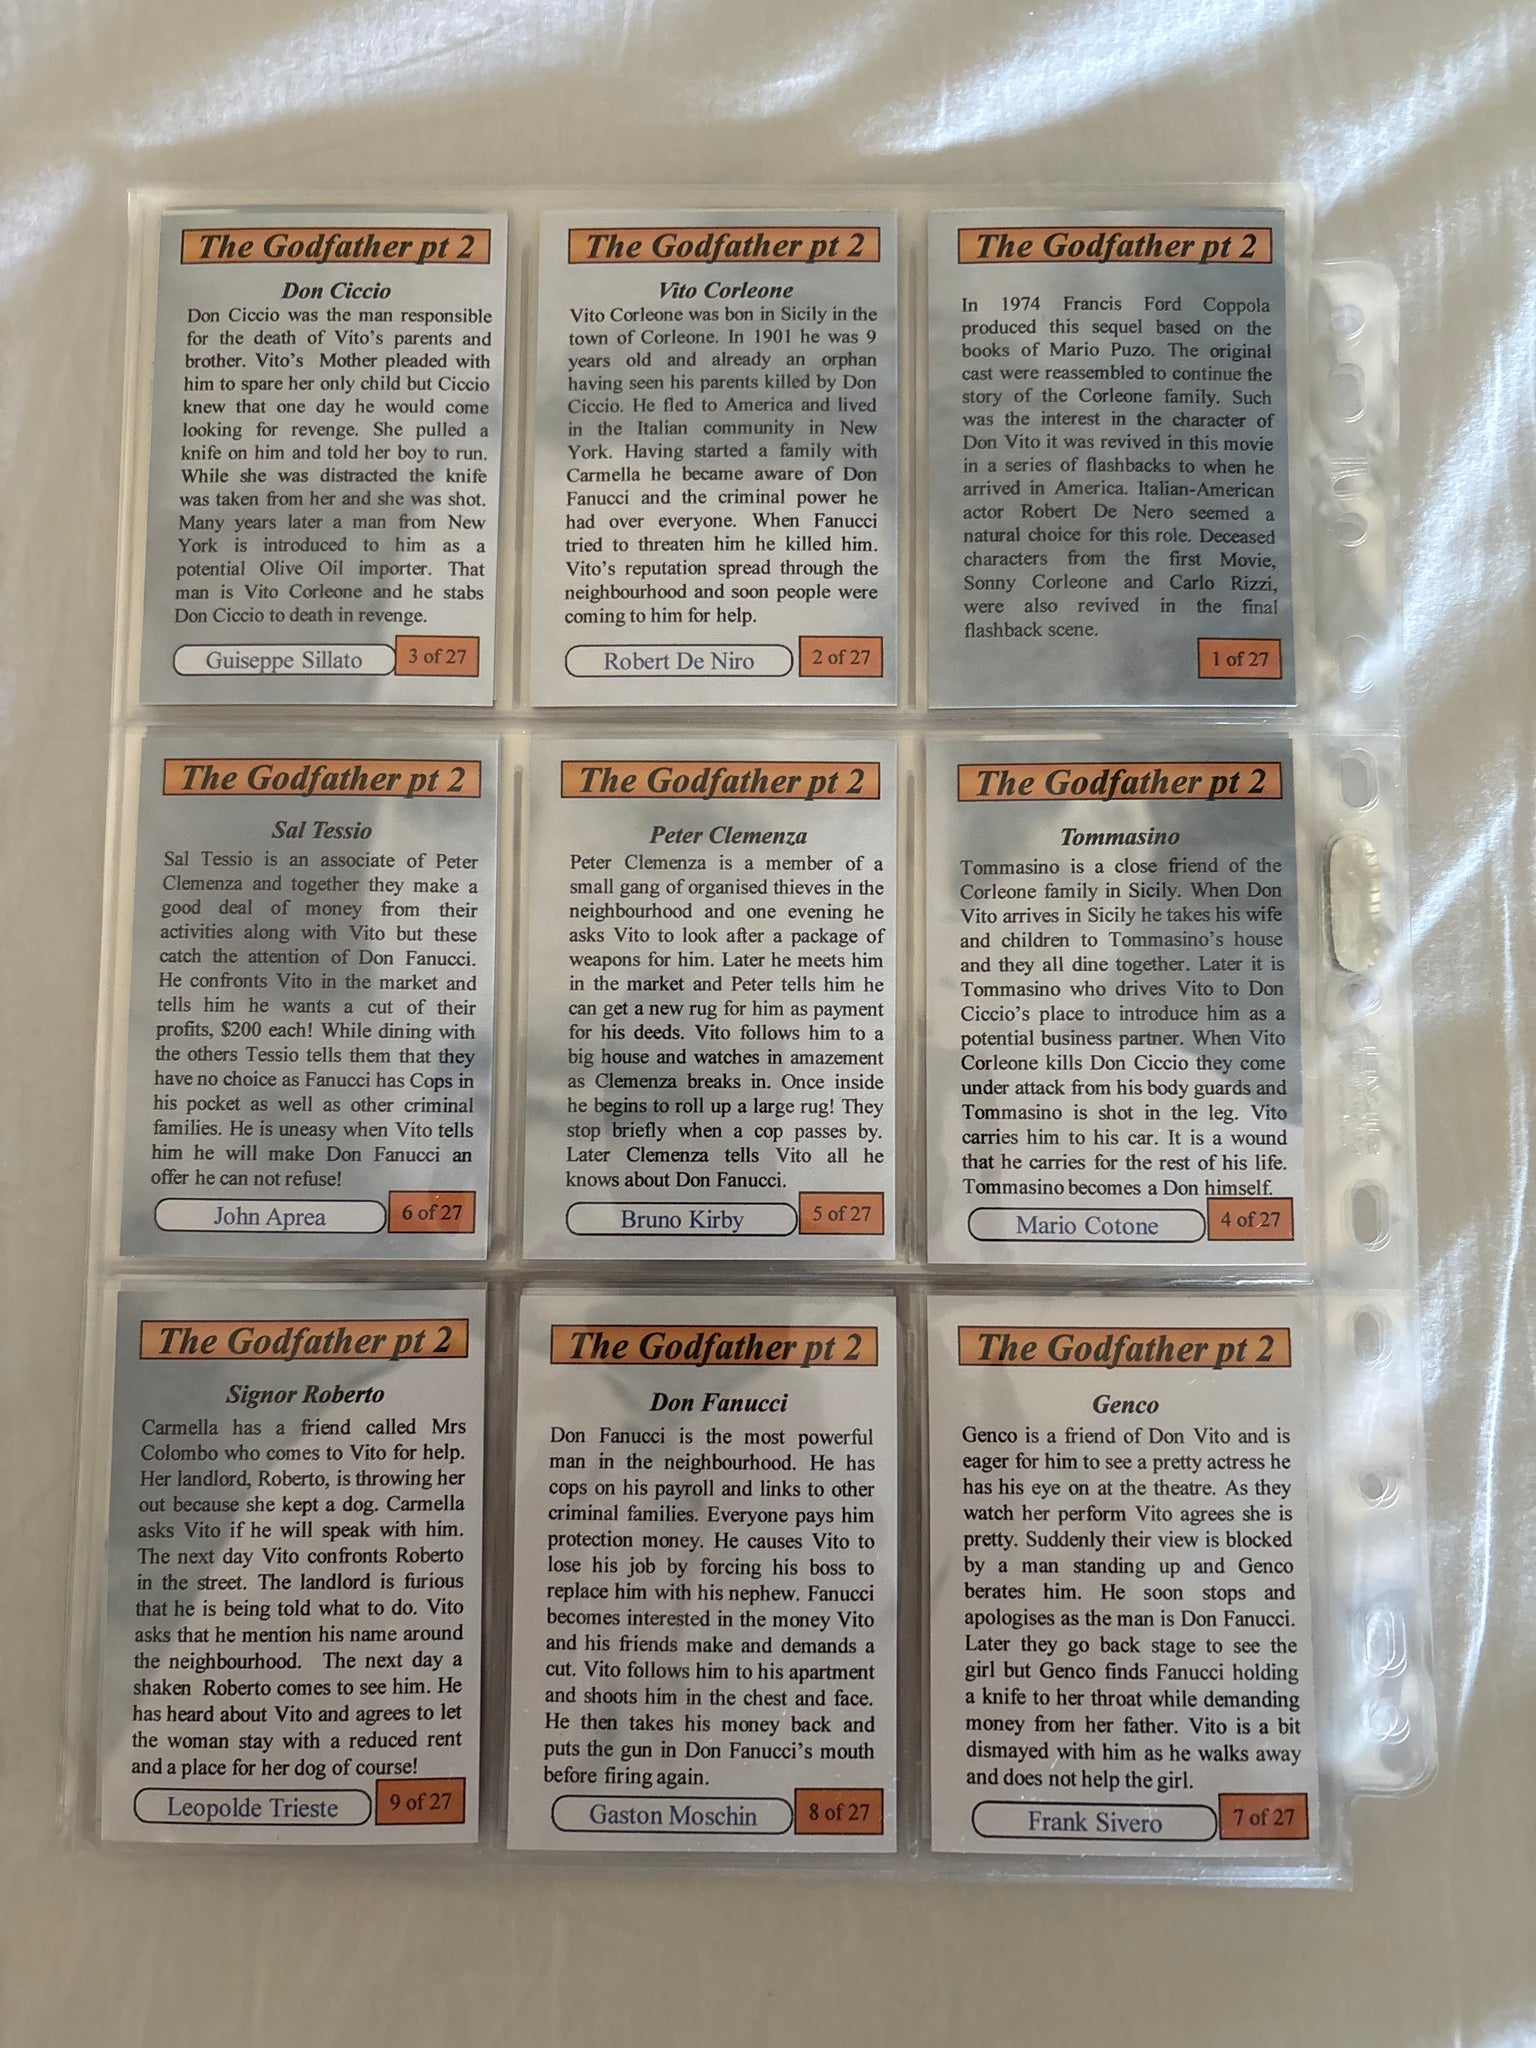 The Godfather pt 2
Don Ciccio
Don Ciccio was the man responsible
for the death of Vito's parents and
brother. Vito's Mother pleaded with
him to spare her only child but Ciccio
knew that one day he would come
looking for revenge. She pulled a
knife on him and told her boy to run.
While she was distracted the knife
was taken from her and she was shot.
Many years later a man from New
York is introduced to him as a
potential Olive Oil importer. That
man is Vito Corleone and he stabs
Don Ciccio to death in revenge.
Guiseppe Sillato
3 of 27
The Godfather pt 2
Vito Corleone
Vito Corleone was bon in Sicily in the
town of Corleone. In 1901 he was 9
years old and already an orphan
having seen his parents killed by Don
Ciccio. He fled to America and lived
in the Italian community in New
York. Having started a family with
Carmella he became aware of Don
Fanucci and the criminal power he
had over everyone. When Fanucci
tried to threaten him he killed him.
Vito's reputation spread through the
neighbourhood and soon people were
coming to him for help.
Robert De Niro
2 of 27
The Godfather pt 2
In 1974 Francis Ford Coppola
produced this sequel based on the
books of Mario Puzo. The original
cast were reassembled to continue the
story of the Corleone family. Such
was the interest in the character of
Don Vito it was revived in this movie
in a series of flashbacks to when he
arrived in America. Italian-American
actor Robert De Nero seemed a
natural choice for this role. Deceased
characters from the first Movie,
Sonny Corleone and Carlo Rizzi,
were also revived in the final
flashback scene.
1 of 27
The Godfather pt 2
Sal Tessio
Sal Tessio is an associate of Peter
Clemenza and together they make a
good deal of money from their
activities along with Vito but these
catch the attention of Don Fanucci.
He confronts Vito in the market and
tells him he wants a cut of their
profits, $200 each! While dining with
the others Tessio tells them that they
have no choice as Fanucci has Cops in
his pocket as well as other criminal
families. He is uneasy when Vito tells
him he will make Don Fanucci an
offer he can not refuse!
John Aprea
6 of 27
The Godfather pt 2
Peter Clemenza
Peter Clemenza is a member of a
small gang of organised thieves in the
neighbourhood and one evening he
asks Vito to look after a package of
weapons for him. Later he meets him
in the market and Peter tells him he
can get a new rug for him as payment
for his deeds. Vito follows him to a
big house and watches in amazement
as Clemenza breaks in. Once inside
he begins to roll up a large rug! They
stop briefly when a cop passes by.
Later Clemenza tells Vito all he
knows about Don Fanucci.
Bruno Kirby
5 of 27
The Godfather pt 2
Tommasino
Tommasino is a close friend of the
Corleone family in Sicily. When Don
Vito arrives in Sicily he takes his wife
and children to Tommasino's house
and they all dine together. Later it is
Tommasino who drives Vito to Don
Ciccio's place to introduce him as a
potential business partner. When Vito
Corleone kills Don Ciccio they come
under attack from his body guards and
Tommasino is shot in the leg. Vito
carries him to his car. It is a wound
that he carries for the rest of his life.
Tommasino becomes a Don himself.
Mario Cotone
4 of 27
The Godfather pt 2
Signor Roberto
Carmella has a friend called Mrs
Colombo who comes to Vito for help.
Her landlord, Roberto, is throwing her
out because she kept a dog. Carmella
asks Vito if he will speak with him.
The next day Vito confronts Roberto
in the street. The landlord is furious
that he is being told what to do. Vito
asks that he mention his name around
the neighbourhood. The next day a
shaken Roberto comes to see him. He
has heard about Vito and agrees to let
the woman stay with a reduced rent
and a place for her dog of course!
Leopolde Trieste
9 of 27
The Godfather pt 2
Don Fanucci
Don Fanucci is the most powerful
man in the neighbourhood. He has
cops on his payroll and links to other
criminal families. Everyone pays him
protection money. He causes Vito to
lose his job by forcing his boss to
replace him with his nephew. Fanucci
becomes interested in the money Vito
and his friends make and demands a
cut. Vito follows him to his apartment
and shoots him in the chest and face.
He then takes his money back and
puts the gun in Don Fanucci's mouth
before firing again.
Gaston Moschin
8 of 27
The Godfather pt 2
Genco
Genco is a friend of Don Vito and is
eager for him to see a pretty actress he
has his eye on at the theatre. As they
watch her perform Vito agrees she is
pretty. Suddenly their view is blocked
by a man standing up and Genco
berates him. He soon stops and
apologises as the man is Don Fanucci.
Later they go back stage to see the
girl but Genco finds Fanucci holding
a knife to her throat while demanding
money from her father. Vito is a bit
dismayed with him as he walks away
and does not help the girl.
Frank Sivero
7 of 27